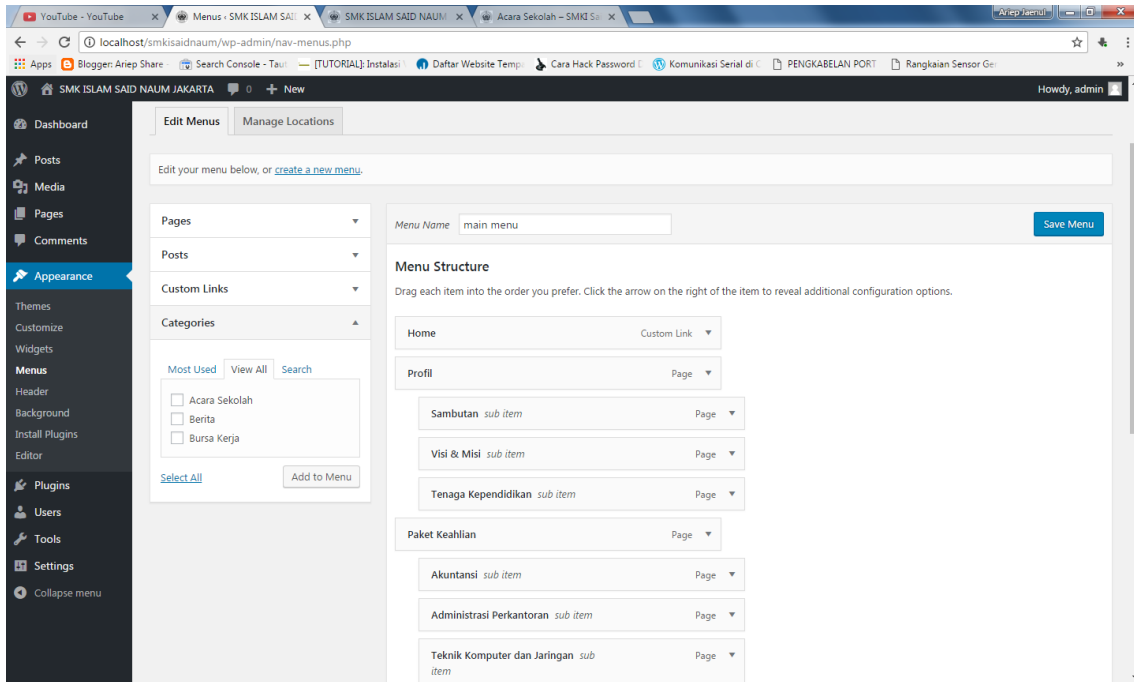 YouTube - YouTube
Menus ‹ SMK ISLAM SAI
SMK ISLAM SAID NAUM
Acara Sekolah – SMKI Sa
Ariep Jaenul
localhost/smkisaidnaum/wp-admin/nav-menus.php
Apps
Blogger: Ariep Share -
Search Console - Taut
[TUTORIAL]: Instalasi
Daftar Website Temp
Cara Hack Password
Komunikasi Serial di
PENGKABELAN PORT
Rangkaian Sensor Ge
»
SMK ISLAM SAID NAUM JAKARTA
0
+ New
Howdy, admin
Dashboard
Posts
Media
Pages
Comments
Appearance
Themes
Customize
Widgets
Menus
Header
Background
Install Plugins
Editor
Plugins
Users
Tools
Settings
Collapse menu
Edit Menus
Manage Locations
Edit your menu below, or create a new menu.
Pages
Posts
Custom Links
Categories
Most Used
View All
Search
Acara Sekolah
Berita
Bursa Kerja
Select All
Add to Menu
Menu Name
main menu
Save Menu
Menu Structure
Drag each item into the order you prefer. Click the arrow on the right of the item to reveal additional configuration options.
Home Custom Link
Profil Page
Sambutan sub item Page
Visi & Misi sub item Page
Tenaga Kependidikan sub item Page
Paket Keahlian Page
Akuntansi sub item Page
Administrasi Perkantoran sub item Page
Teknik Komputer dan Jaringan sub Page
item